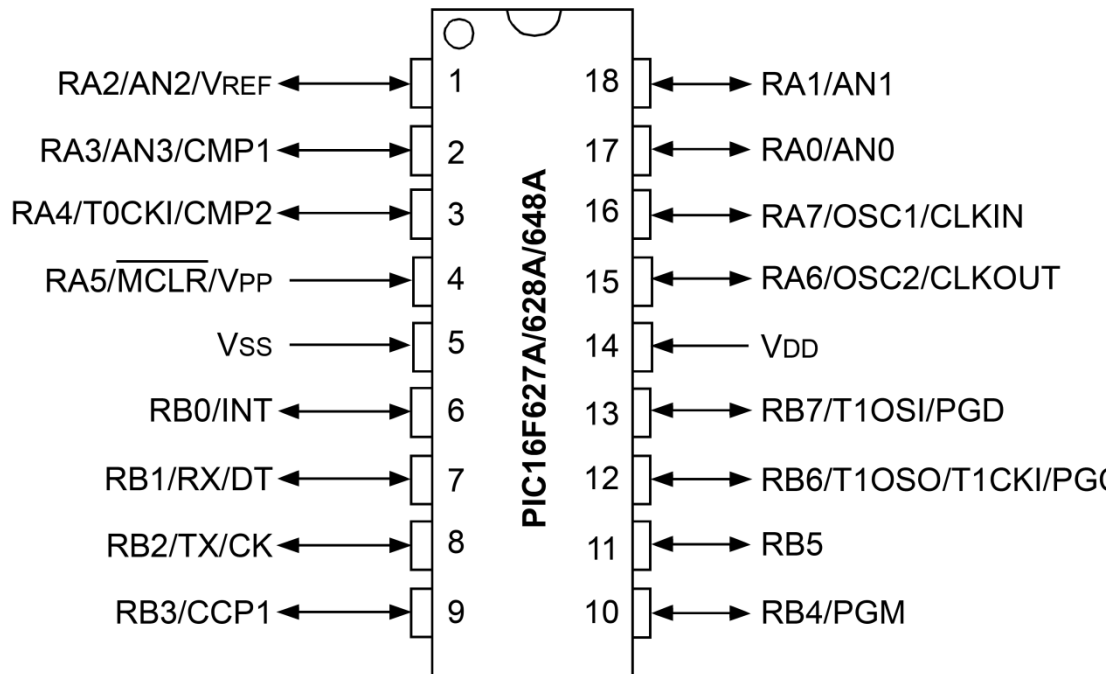 RA2/AN2/VREF
1
18
RA1/AN1
RA3/AN3/CMP1
2
17
RA0/AN0
RA4/T0CKI/CMP2
3
16
RA7/OSC1/CLKIN
RA5/MCLR/VPP
4
15
RA6/OSC2/CLKOUT
VSS
5
14
VDD
RB0/INT
6
13
RB7/T1OSI/PGD
RB1/RX/DT
7
12
RB6/T1OSO/T1CKI/PGC
RB2/TX/CK
8
11
RB5
RB3/CCP1
9
10
RB4/PGM
PIC16F627A/628A/648A